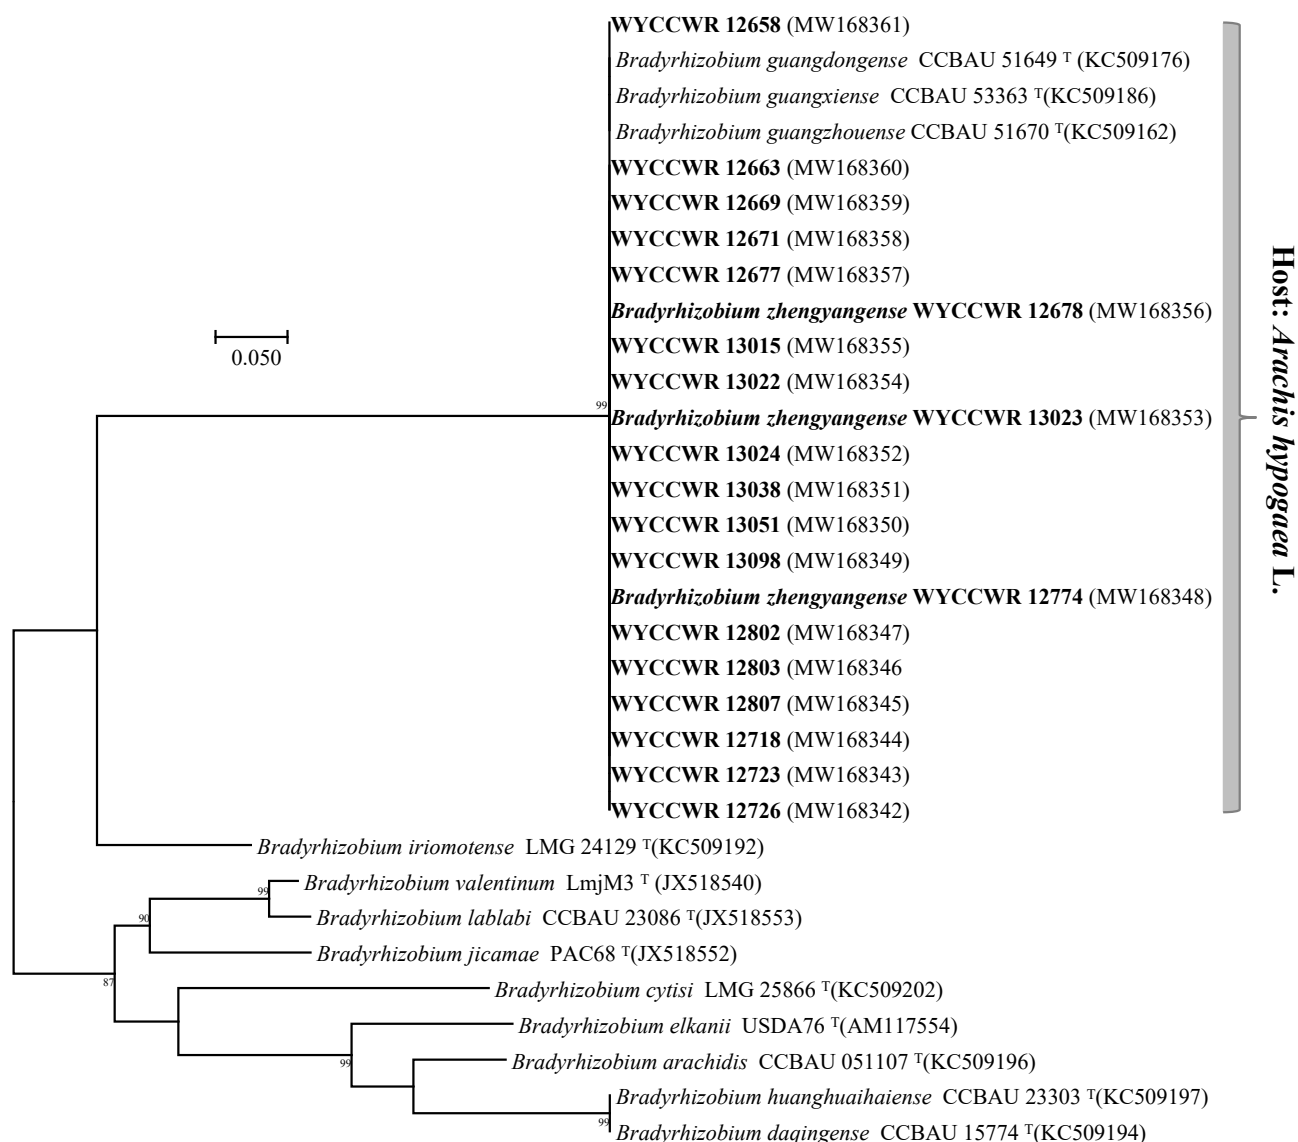 WYCCWR 12658 (MW168361)
Bradyrhizobium guangdongense CCBAU 51649 T (KC509176)
Bradyrhizobium guangxiense CCBAU 53363 T(KC509186)
Bradyrhizobium guangzhouense CCBAU 51670 T(KC509162)
WYCCWR 12663 (MW168360)
WYCCWR 12669 (MW168359)
WYCCWR 12671 (MW168358)
WYCCWR 12677 (MW168357)
Bradyrhizobium zhengyangense WYCCWR 12678 (MW168356)
WYCCWR 13015 (MW168355)
0.050
WYCCWR 13022 (MW168354)
99
Bradyrhizobium zhengyangense WYCCWR 13023 (MW168353)
Host: Arachis hypogaea L.
WYCCWR 13024 (MW168352)
WYCCWR 13038 (MW168351)
WYCCWR 13051 (MW168350)
WYCCWR 13098 (MW168349)
Bradyrhizobium zhengyangense WYCCWR 12774 (MW168348)
WYCCWR 12802 (MW168347)
WYCCWR 12803 (MW168346
WYCCWR 12807 (MW168345)
WYCCWR 12718 (MW168344)
WYCCWR 12723 (MW168343)
WYCCWR 12726 (MW168342)
Bradyrhizobium iriomotense LMG 24129 T(KC509192)
Bradyrhizobium valentinum LmjM3 T (JX518540)
99
Bradyrhizobium lablabi CCBAU 23086 T(JX518553)
90
Bradyrhizobium jicamae PAC68 T(JX518552)
87
Bradyrhizobium cytisi LMG 25866 T(KC509202)
Bradyrhizobium elkanii USDA76 T(AM117554)
99
Bradyrhizobium arachidis CCBAU 051107 T(KC509196)
Bradyrhizobium huanghuaihaiense CCBAU 23303 T(KC509197)
99
Bradyrhizobium daqingense CCBAU 15774 T(KC509194)